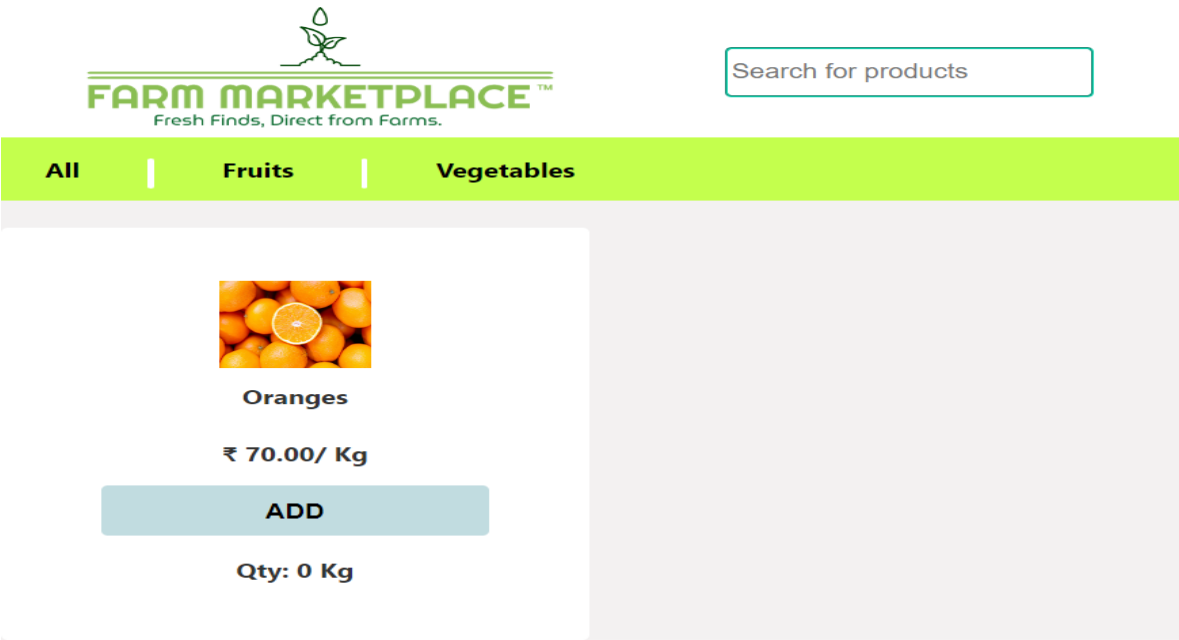 FARM MARKETPLACE™
Fresh Finds, Direct from Farms.
Search for products
All
Fruits
Vegetables
Oranges
₹ 70.00/ Kg
ADD
Qty: 0 Kg